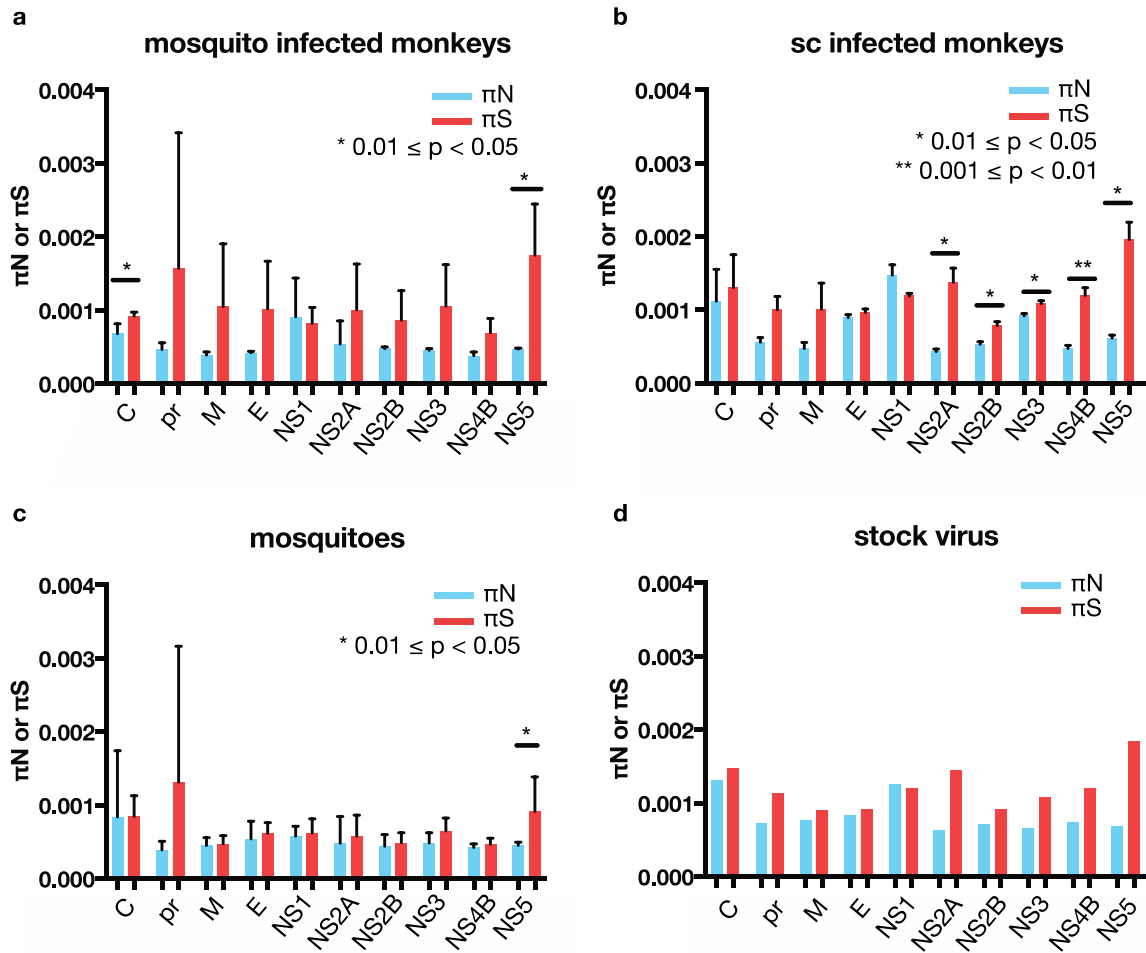 a
mosquito infected monkeys
πN or πS
0.004
0.003
0.002
0.001
0.000
πN
πS
* 0.01 ≤ p < 0.05
*
*
C pr M E NS1 NS2A NS2B NS3 NS4B NS5
b
sc infected monkeys
πN or πS
0.004
0.003
0.002
0.001
0.000
πN
πS
* 0.01 ≤ p < 0.05
** 0.001 ≤ p < 0.01
*
*
*
**
*
C pr M E NS1 NS2A NS2B NS3 NS4B NS5
c
mosquitoes
πN or πS
0.004
0.003
0.002
0.001
0.000
πN
πS
* 0.01 ≤ p < 0.05
*
C pr M E NS1 NS2A NS2B NS3 NS4B NS5
d
stock virus
πN or πS
0.004
0.003
0.002
0.001
0.000
πN
πS
C pr M E NS1 NS2A NS2B NS3 NS4B NS5